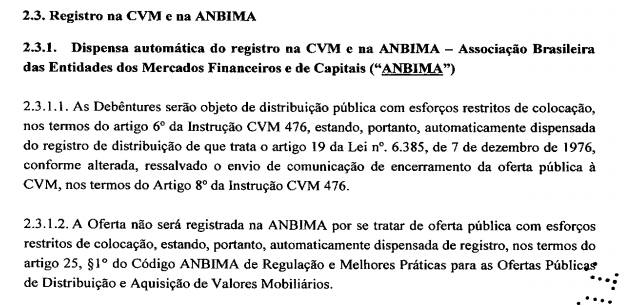 2.3. Registro na CVM e na ANBIMA
2.3.1. Dispensa automática do registro na CVM e na ANBIMA – Associação Brasileira
das Entidades dos Mercados Financeiros e de Capitais (“ANBIMA”)
2.3.1.1. As Debêntures serão objeto de distribuição pública com esforços restritos de colocação,
nos termos do artigo 6º da Instrução CVM 476, estando, portanto, automaticamente dispensada
do registro de distribuição de que trata o artigo 19 da Lei nº. 6.385, de 7 de dezembro de 1976,
conforme alterada, ressalvado o envio de comunicação de encerramento da oferta pública à
CVM, nos termos do Artigo 8º da Instrução CVM 476.
2.3.1.2. A Oferta não será registrada na ANBIMA por se tratar de oferta pública com esforços
restritos de colocação, estando, portanto, automaticamente dispensada de registro, nos termos do
artigo 25, §1º do Código ANBIMA de Regulação e Melhores Práticas para as Ofertas Públicas
de Distribuição e Aquisição de Valores Mobiliários.